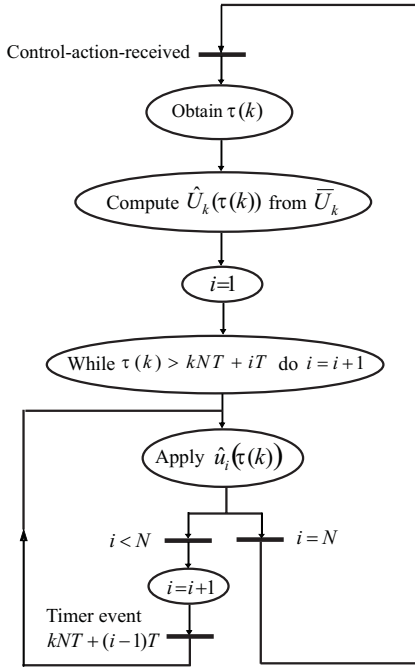 Control-action-received
Obtain τ(k)
Compute Û_k(τ(k)) from U̅_k
i=1
While τ(k) > kNT + iT do i = i+1
Apply û_i(τ(k))
i < N
i = N
i=i+1
Timer event
kNT+(i−1)T